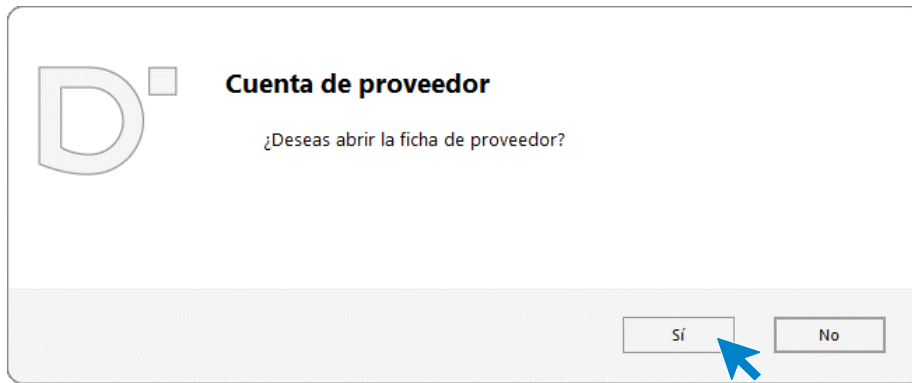 Cuenta de proveedor
¿Deseas abrir la ficha de proveedor?
Sí No